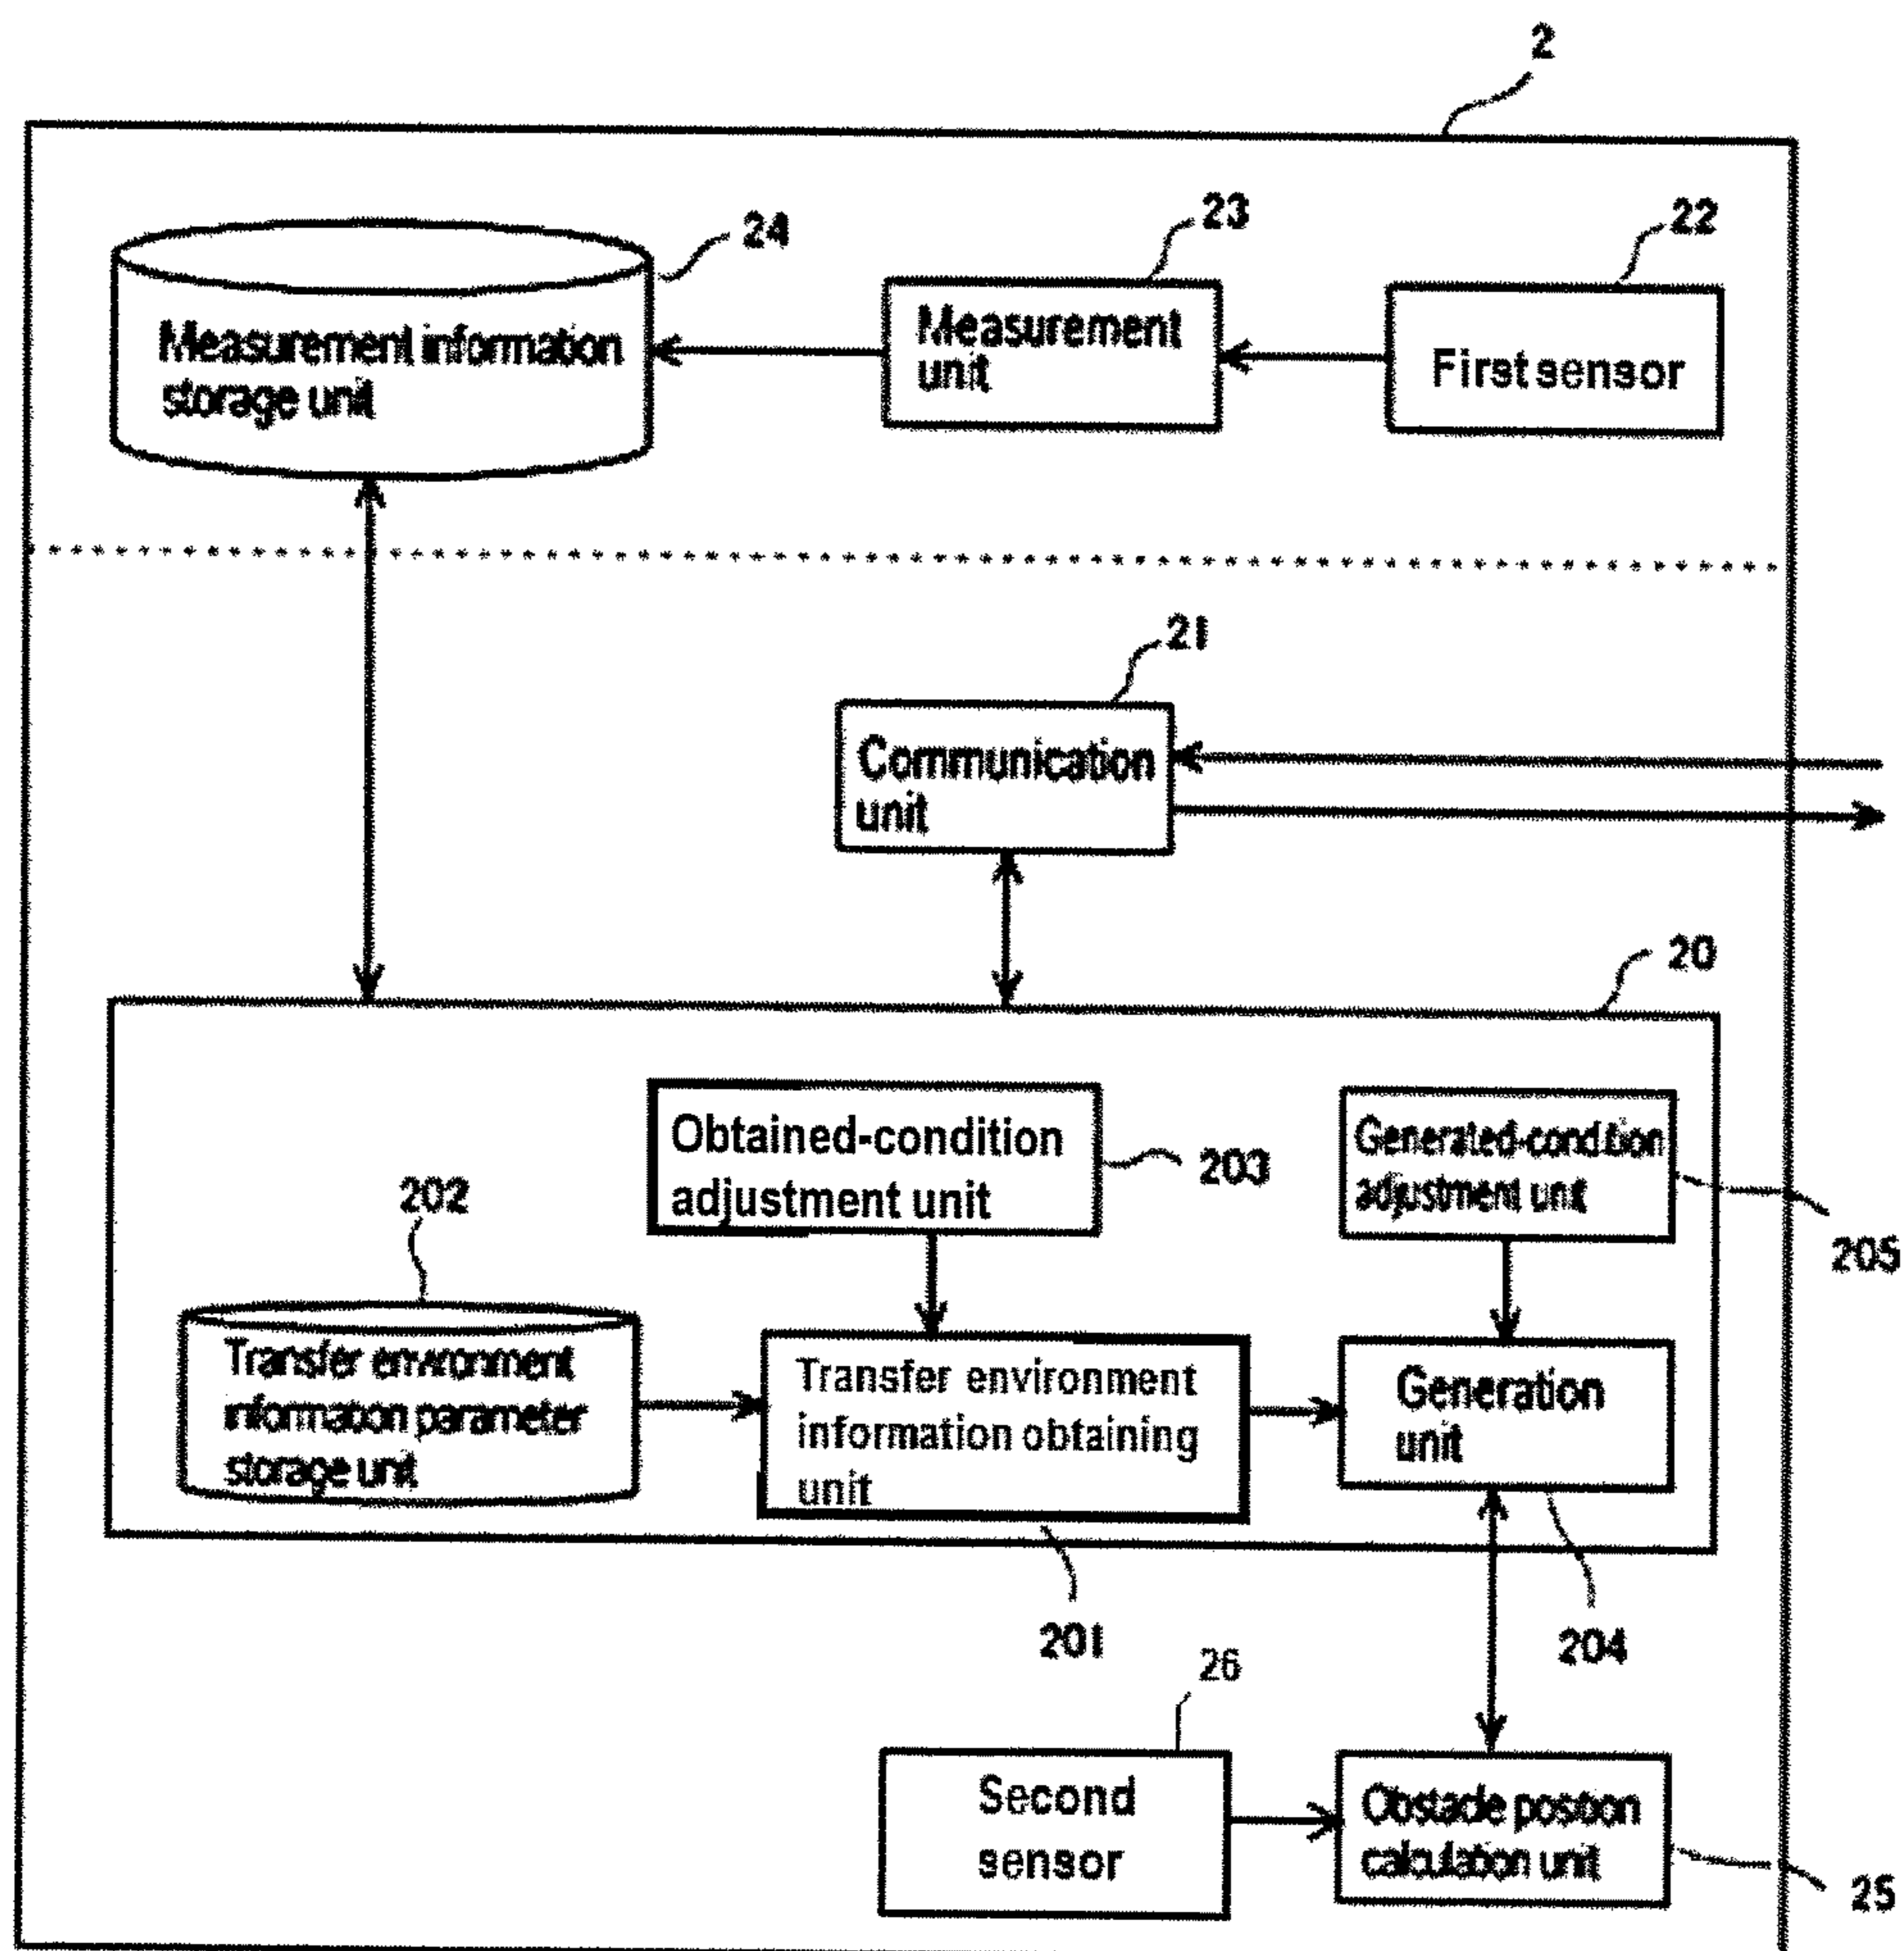 2
24
23
22
Measurement information
storage unit
Measurement
unit
First sensor
21
Communication
unit
20
Obtained-condition
adjustment unit
203
Generated-condition
adjustment unit
205
202
Transfer environment
information parameter
storage unit
Transfer environment
information obtaining
unit
Generation
unit
201
204
26
Second
sensor
Obstacle position
calculation unit
25